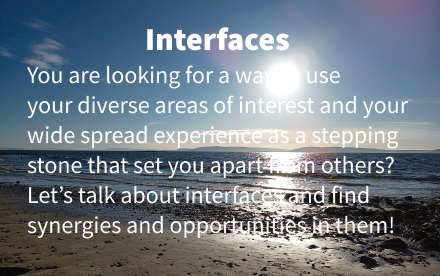 Interfaces
You are looking for a way to use
your diverse areas of interest and your
wide spread experience as a stepping
stone that set you apart from others?
Let's talk about interfaces and find
synergies and opportunities in them!